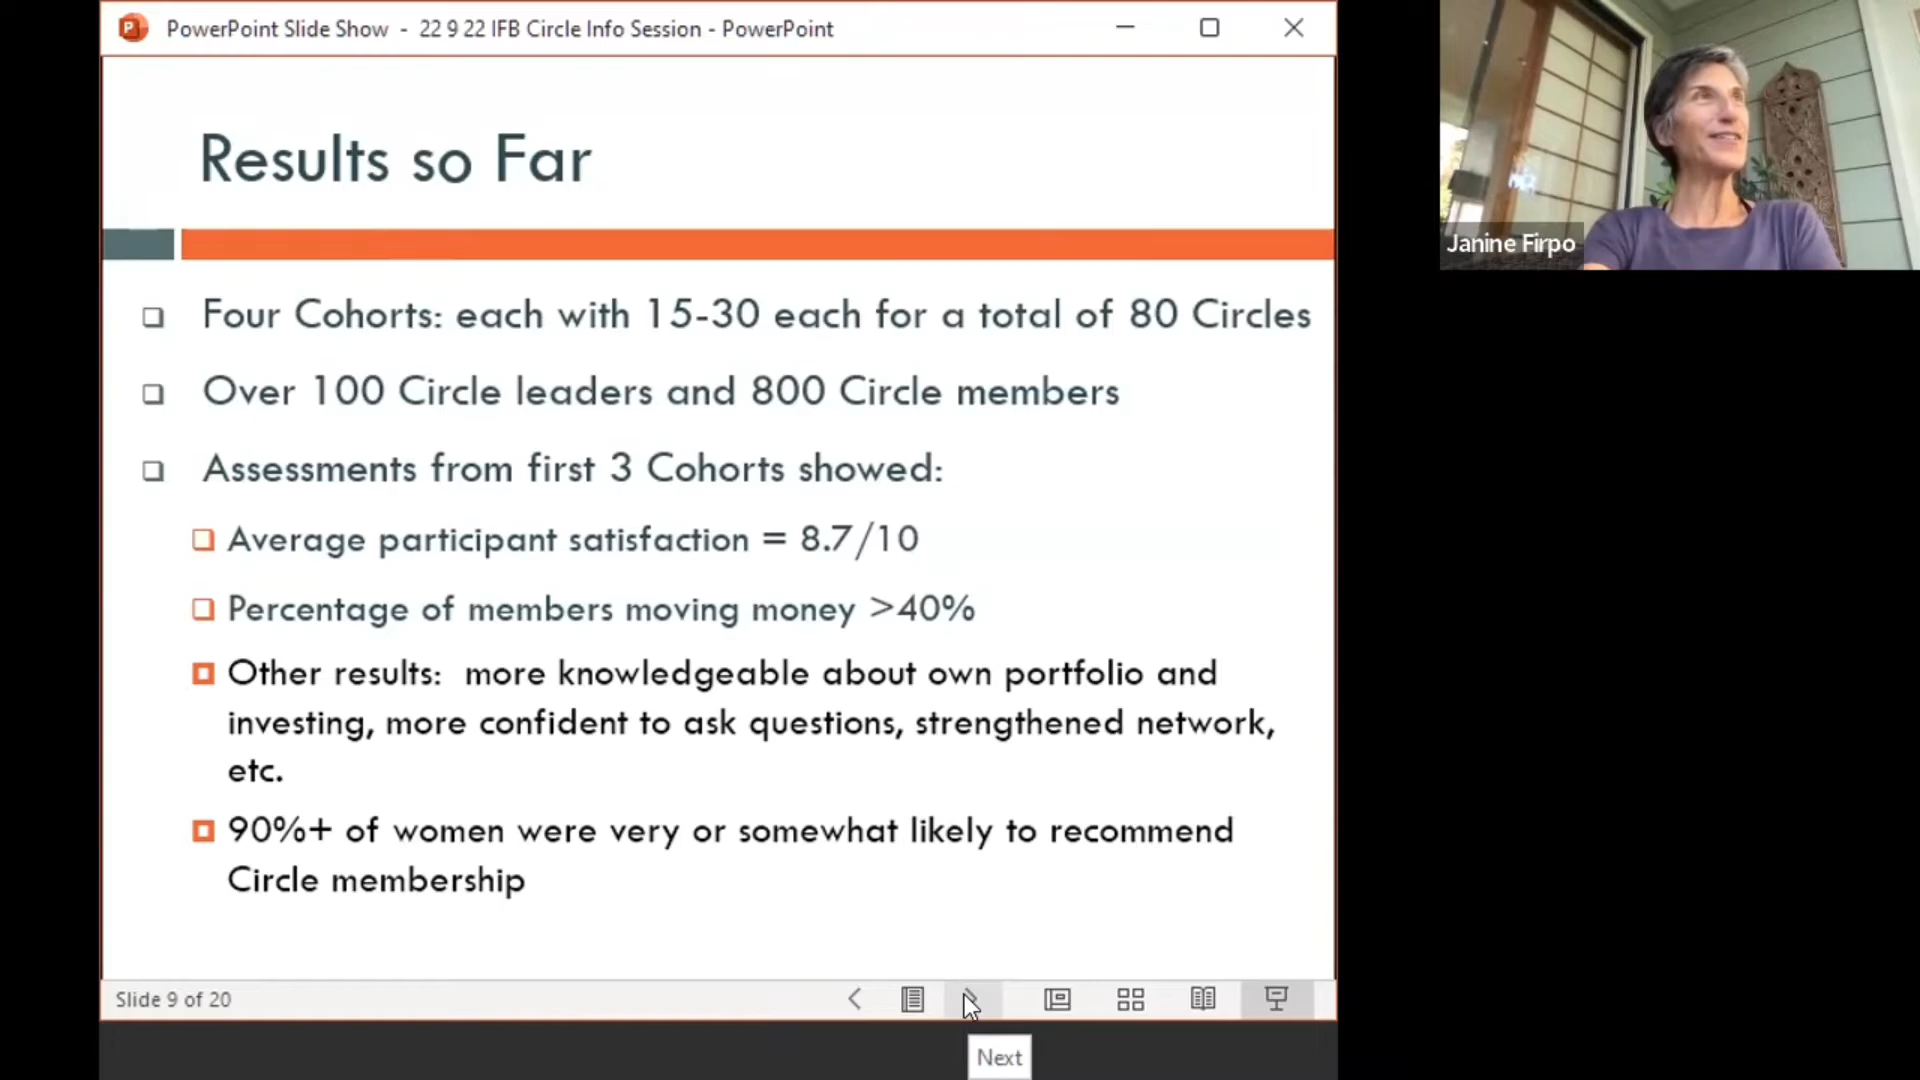 PowerPoint Slide Show - 22 9 22 IFB Circle Info Session - PowerPoint
Results so Far
Four Cohorts: each with 15-30 each for a total of 80 Circles
Over 100 Circle leaders and 800 Circle members
Assessments from first 3 Cohorts showed:
Average participant satisfaction = 8.7/10
Percentage of members moving money >40%
Other results:  more knowledgeable about own portfolio and
investing, more confident to ask questions, strengthened network,
etc.
90%+ of women were very or somewhat likely to recommend
Circle membership
Slide 9 of 20
Next
Janine Firpo